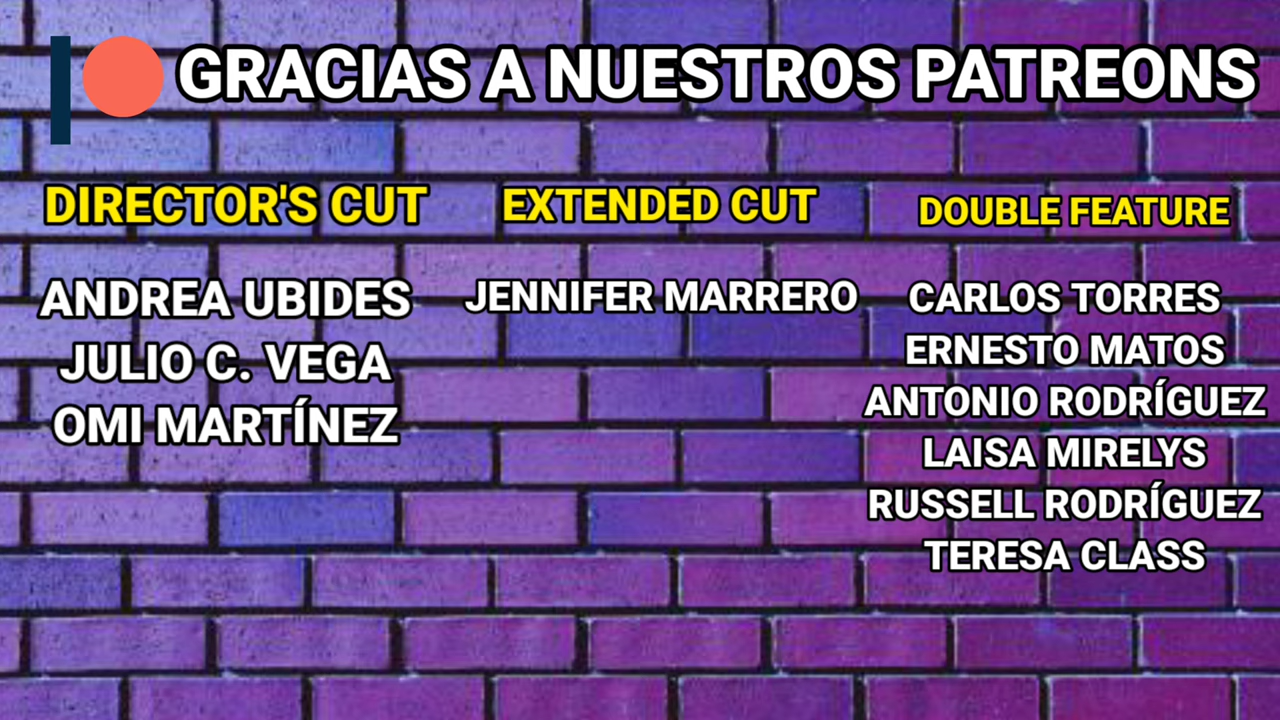 GRACIAS A NUESTROS PATREONS
DIRECTOR'S CUT
ANDREA UBIDES
JULIO C. VEGA
OMI MARTÍNEZ
EXTENDED CUT
JENNIFER MARRERO
DOUBLE FEATURE
CARLOS TORRES
ERNESTO MATOS
ANTONIO RODRÍGUEZ
LAISA MIRELYS
RUSSELL RODRÍGUEZ
TERESA CLASS